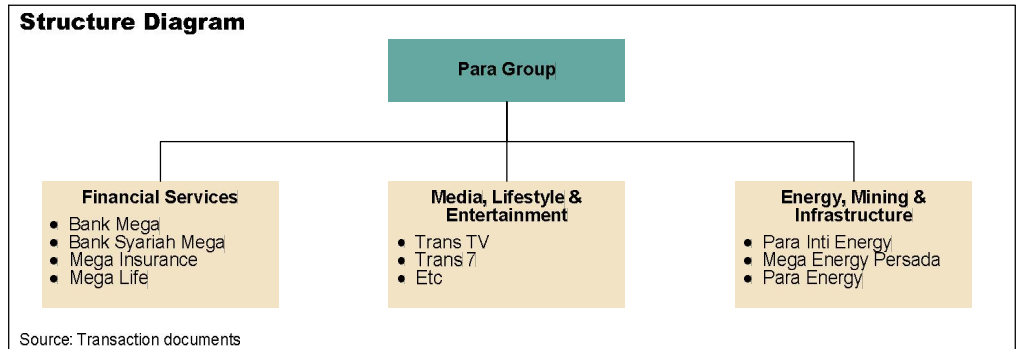 Structure Diagram
Para Group
Financial Services
• Bank Mega
• Bank Syariah Mega
• Mega Insurance
• Mega Life
Media, Lifestyle &
Entertainment
• Trans TV
• Trans 7
• Etc
Energy, Mining &
Infrastructure
• Para Inti Energy
• Mega Energy Persada
• Para Energy
Source: Transaction documents